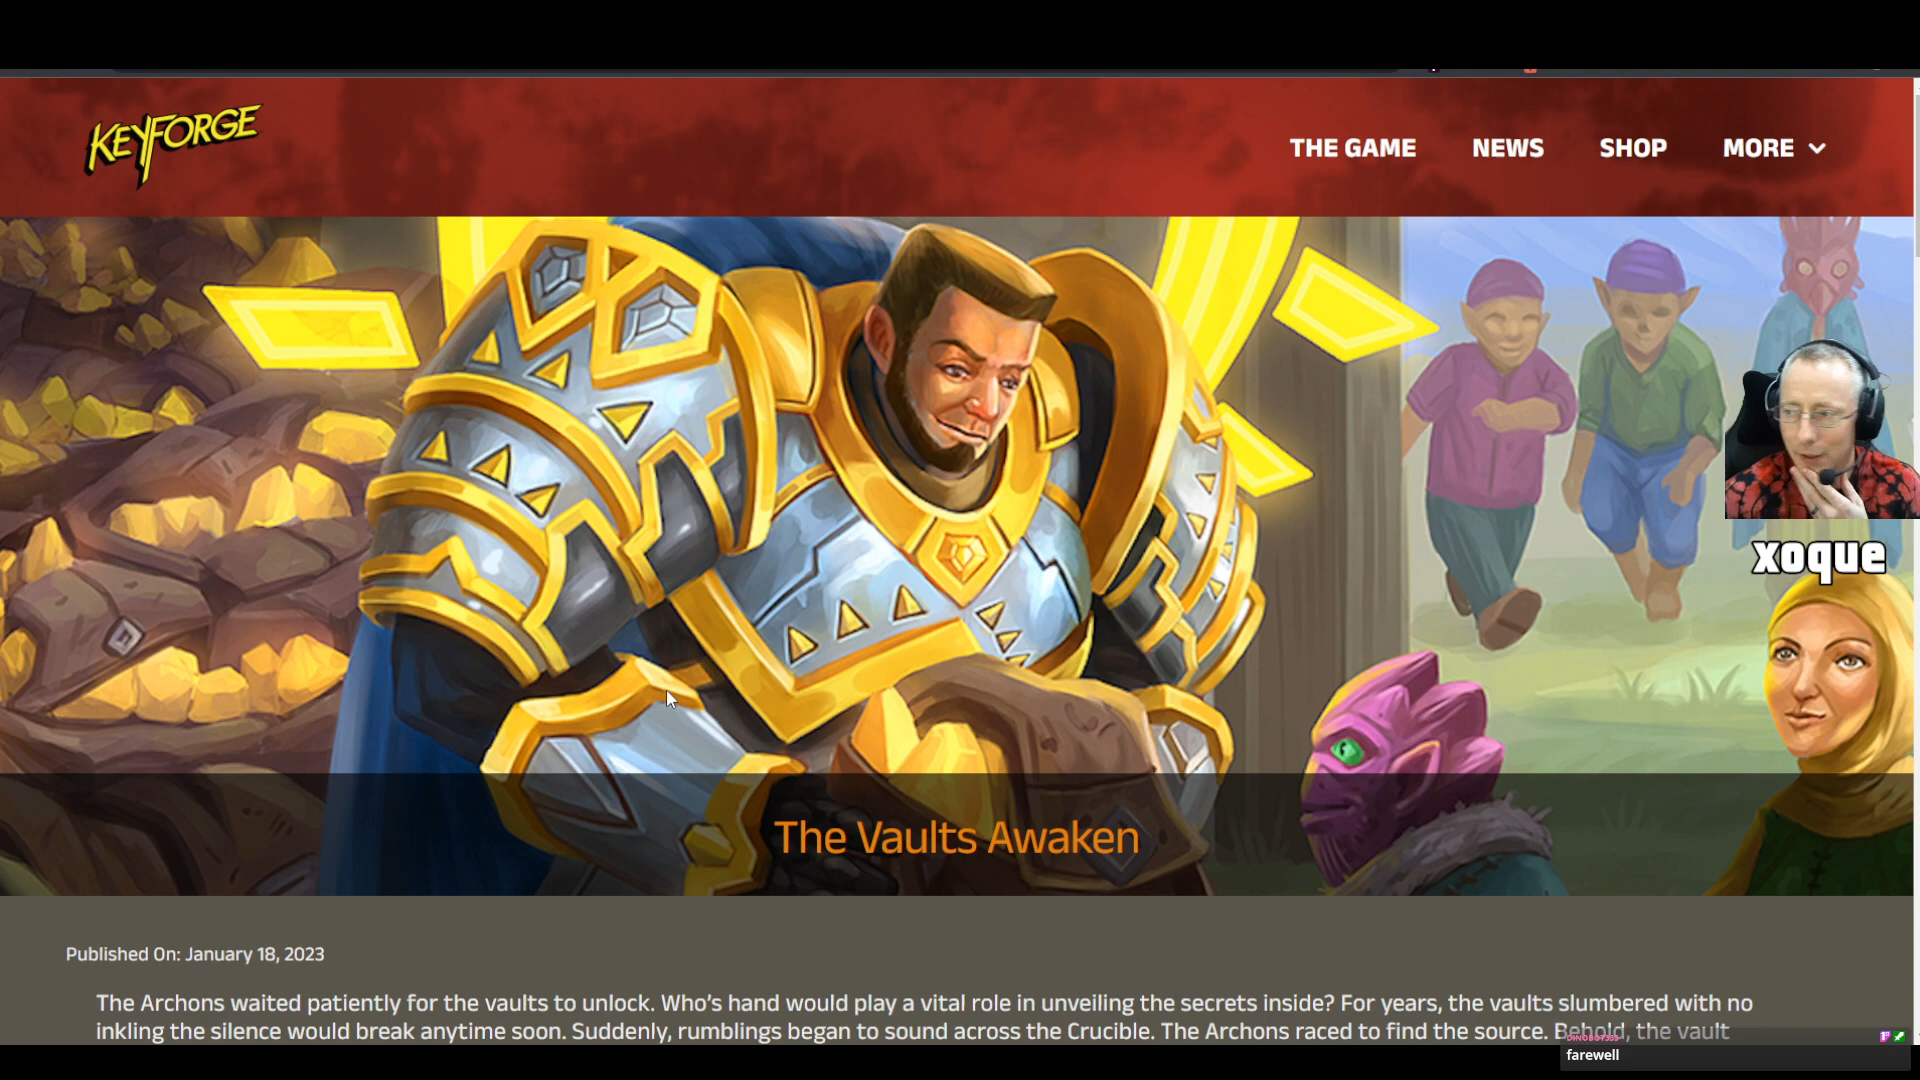 KEYFORGE
THE GAME NEWS SHOP MORE
xoque
The Vaults Awaken
Published On: January 18, 2023
The Archons waited patiently for the vaults to unlock. Who's hand would play a vital role in unveiling the secrets inside? For years, the vaults slumbered with no
inkling the silence would break anytime soon. Suddenly, rumblings began to sound across the Crucible. The Archons raced to find the source. Behold, the vault
farewell